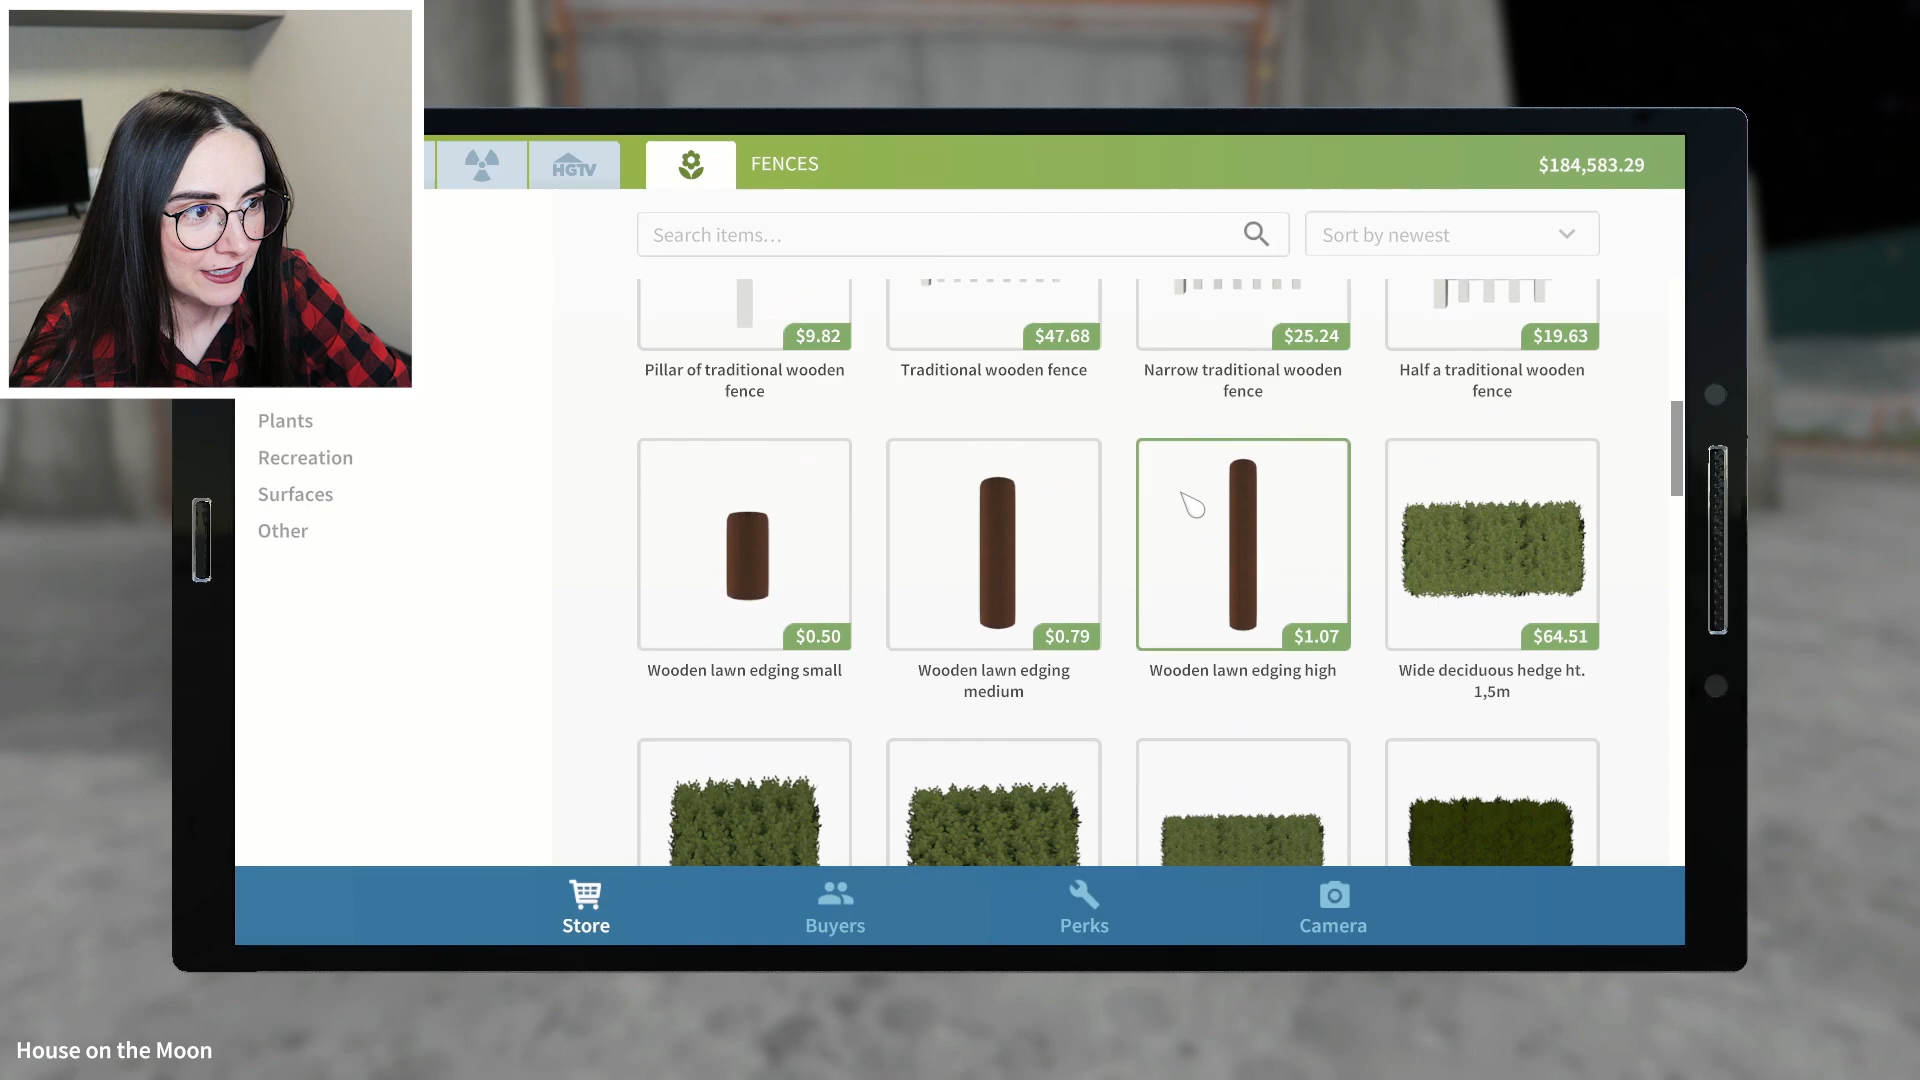 HGTV
FENCES
$184,583.29
Search items...
Sort by newest
$9.82
$47.68
$25.24
$19.63
Pillar of traditional wooden
fence
Traditional wooden fence
Narrow traditional wooden
fence
Half a traditional wooden
fence
Plants
Recreation
Surfaces
Other
$0.50
$0.79
$1.07
$64.51
Wooden lawn edging small
Wooden lawn edging
medium
Wooden lawn edging high
Wide deciduous hedge ht.
1,5m
Store
Buyers
Perks
Camera
House on the Moon